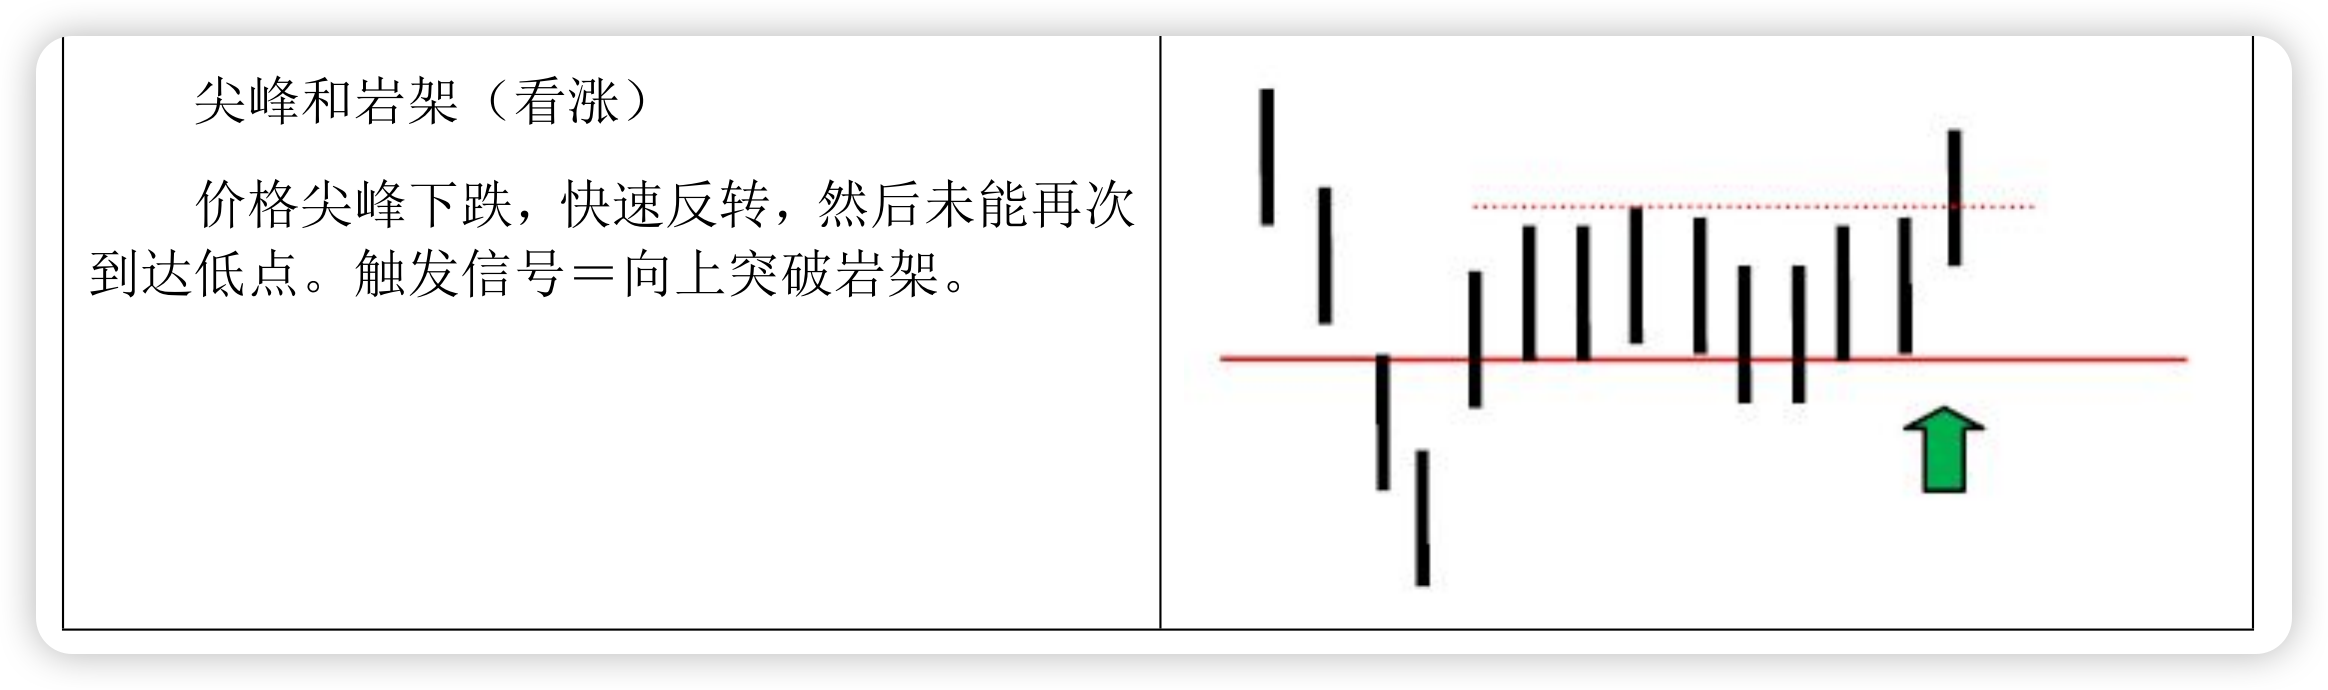 尖峰和岩架（看涨）
价格尖峰下跌，快速反转，然后未能再次
到达低点。触发信号＝向上突破岩架。